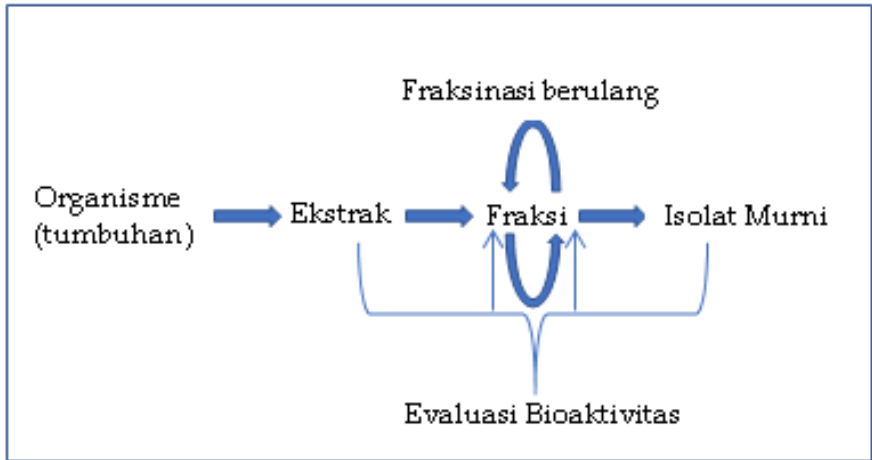 Fraksinasi berulang
Organisme
(tumbuhan)
Ekstrak
Fraksi
Isolat Murni
Evaluasi Bioaktivitas